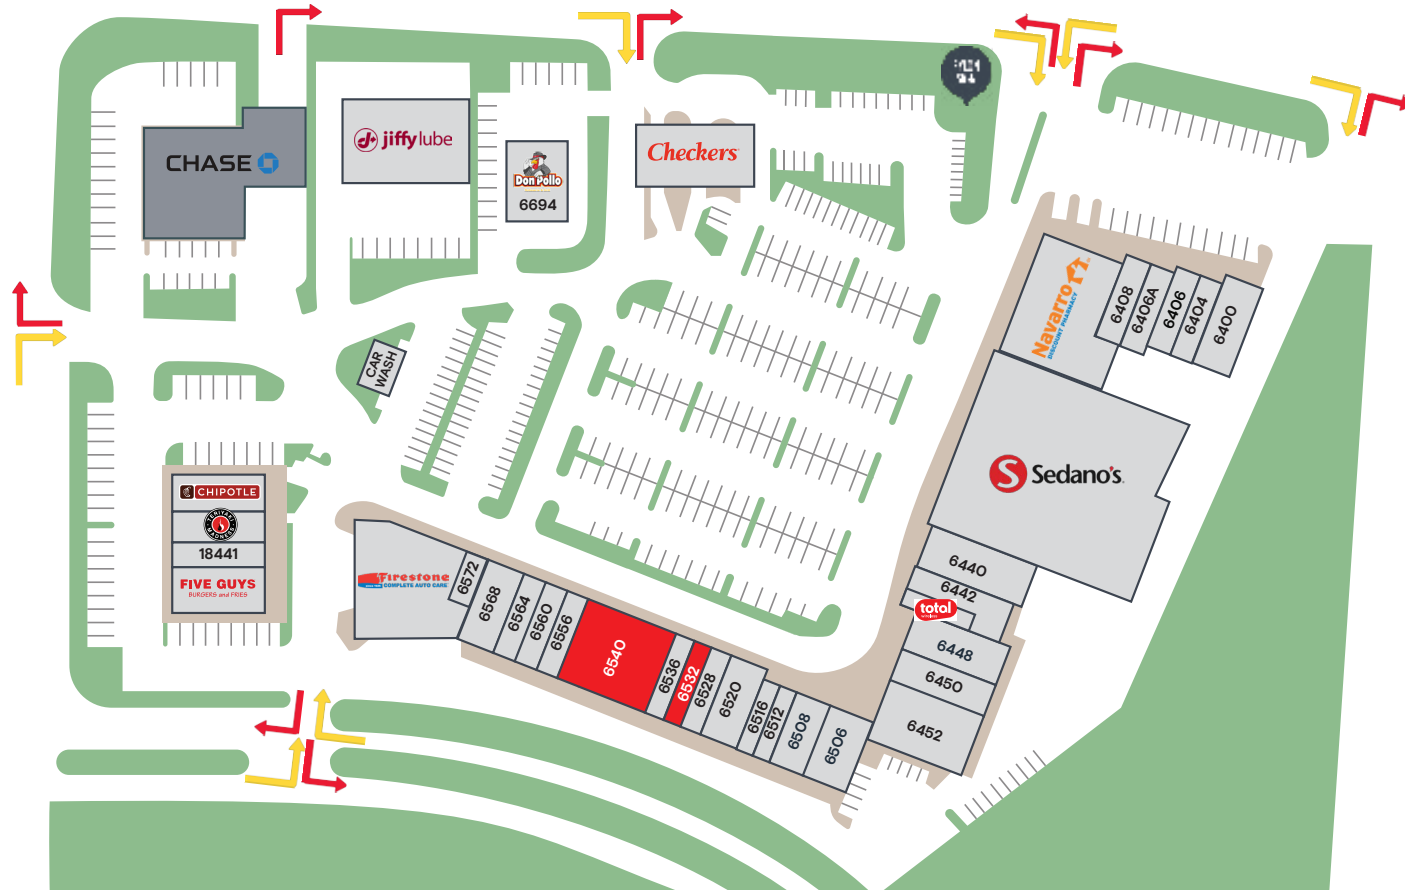 CHASE
jiffy lube
Don Pollo
6694
Checkers
Navarro
DISCOUNT PHARMACY
6408
6406A
6406
6404
6400
CAR
WASH
Sedano's
CHIPOTLE
TERIYAKI
MADNESS
18441
FIVE GUYS
BURGERS and FRIES
Firestone
COMPLETE AUTO CARE
6572
6568
6564
6560
6556
6540
6536
6532
6528
6520
6516
6512
6508
6506
6440
6442
total
6448
6450
6452